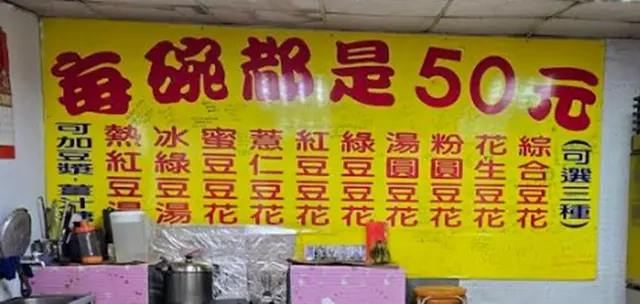 每碗都是50元
(可選三種)
綜合豆花
花生豆花
粉圓豆花
湯圓豆花
綠豆豆花
紅豆豆花
薏仁豆花
蜜豆豆花
冰綠豆湯
熱紅豆湯
可加豆漿·薑汁